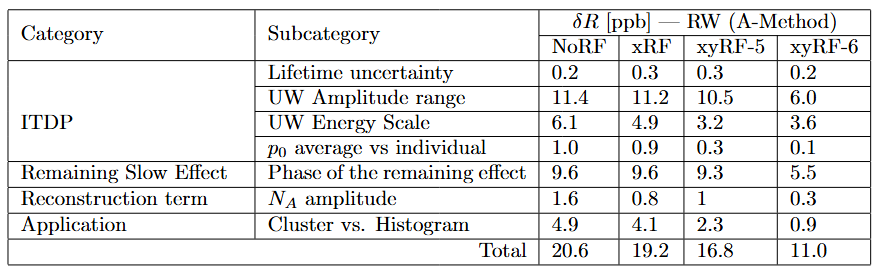 Category Subcategory δR [ppb] — RW (A-Method)
NoRF xRF xyRF-5 xyRF-6
ITDP Lifetime uncertainty 0.2 0.3 0.3 0.2
UW Amplitude range 11.4 11.2 10.5 6.0
UW Energy Scale 6.1 4.9 3.2 3.6
p₀ average vs individual 1.0 0.9 0.3 0.1
Remaining Slow Effect Phase of the remaining effect 9.6 9.6 9.3 5.5
Reconstruction term N_A amplitude 1.6 0.8 1 0.3
Application Cluster vs. Histogram 4.9 4.1 2.3 0.9
Total 20.6 19.2 16.8 11.0